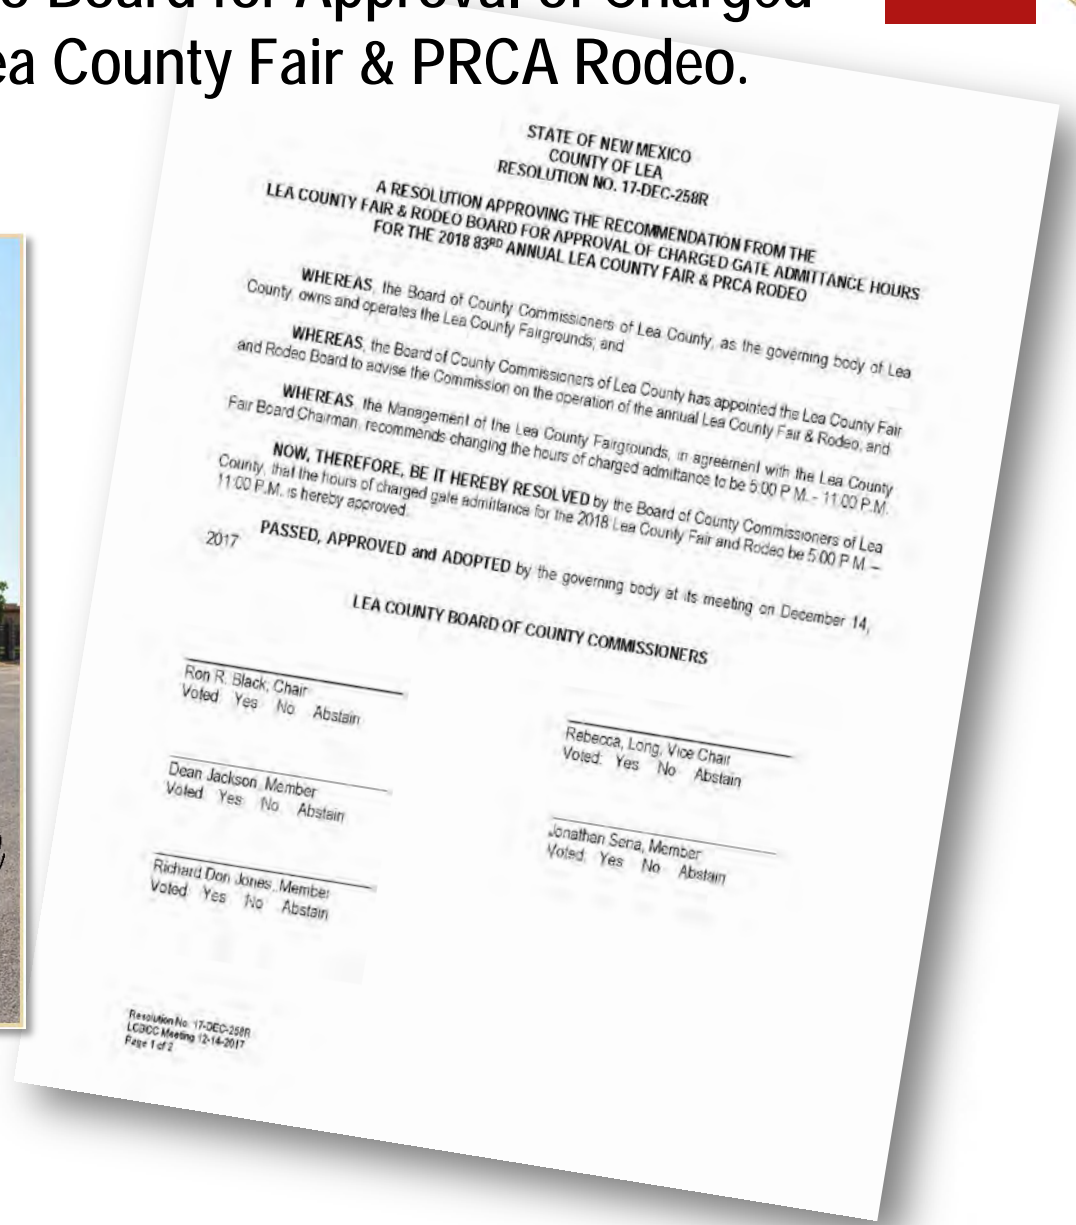 o Board for Approval of Charged
ea County Fair & PRCA Rodeo.
STATE OF NEW MEXICO
COUNTY OF LEA
RESOLUTION NO. 17-DEC-258R
A RESOLUTION APPROVING THE RECOMMENDATION FROM THE
LEA COUNTY FAIR & RODEO BOARD FOR APPROVAL OF CHARGED GATE ADMITTANCE HOURS
FOR THE 2018 83RD ANNUAL LEA COUNTY FAIR & PRCA RODEO
WHEREAS, the Board of County Commissioners of Lea County, as the governing body of Lea
County, owns and operates the Lea County Fairgrounds; and
WHEREAS, the Board of County Commissioners of Lea County has appointed the Lea County Fair
and Rodeo Board to advise the Commission on the operation of the annual Lea County Fair & Rodeo; and
WHEREAS, the Management of the Lea County Fairgrounds, in agreement with the Lea County
Fair Board Chairman, recommends changing the hours of charged admittance to be 5:00 P.M. - 11:00 P.M.
NOW, THEREFORE, BE IT HEREBY RESOLVED by the Board of County Commissioners of Lea
County, that the hours of charged gate admittance for the 2018 Lea County Fair and Rodeo be 5:00 P.M. –
11:00 P.M. is hereby approved.
PASSED, APPROVED and ADOPTED by the governing body at its meeting on December 14,
2017
LEA COUNTY BOARD OF COUNTY COMMISSIONERS
Ron R. Black, Chair
Voted: Yes No Abstain
Rebecca, Long, Vice Chair
Voted: Yes No Abstain
Dean Jackson, Member
Voted: Yes No Abstain
Jonathan Sena, Member
Voted: Yes No Abstain
Richard Don Jones, Member
Voted: Yes No Abstain
Resolution No. 17-DEC-258R
LCBCC Meeting 12-14-2017
Page 1 of 2